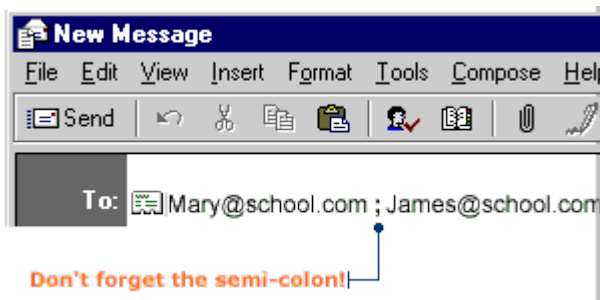 New Message
File Edit View Insert Format Tools Compose Help
Send
To: Mary@school.com ; James@school.com
Don't forget the semi-colon!